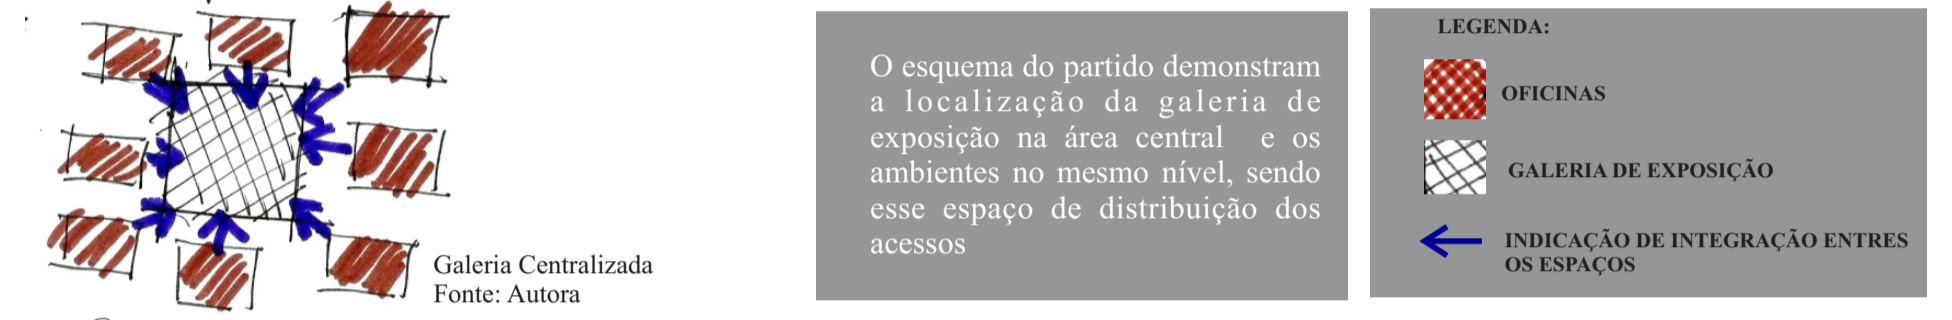 Galeria Centralizada
Fonte: Autora
O esquema do partido demonstram
a localização da galeria de
exposição na área central e os
ambientes no mesmo nível, sendo
esse espaço de distribuição dos
acessos
LEGENDA:
OFICINAS
GALERIA DE EXPOSIÇÃO
INDICAÇÃO DE INTEGRAÇÃO ENTRES
OS ESPAÇOS